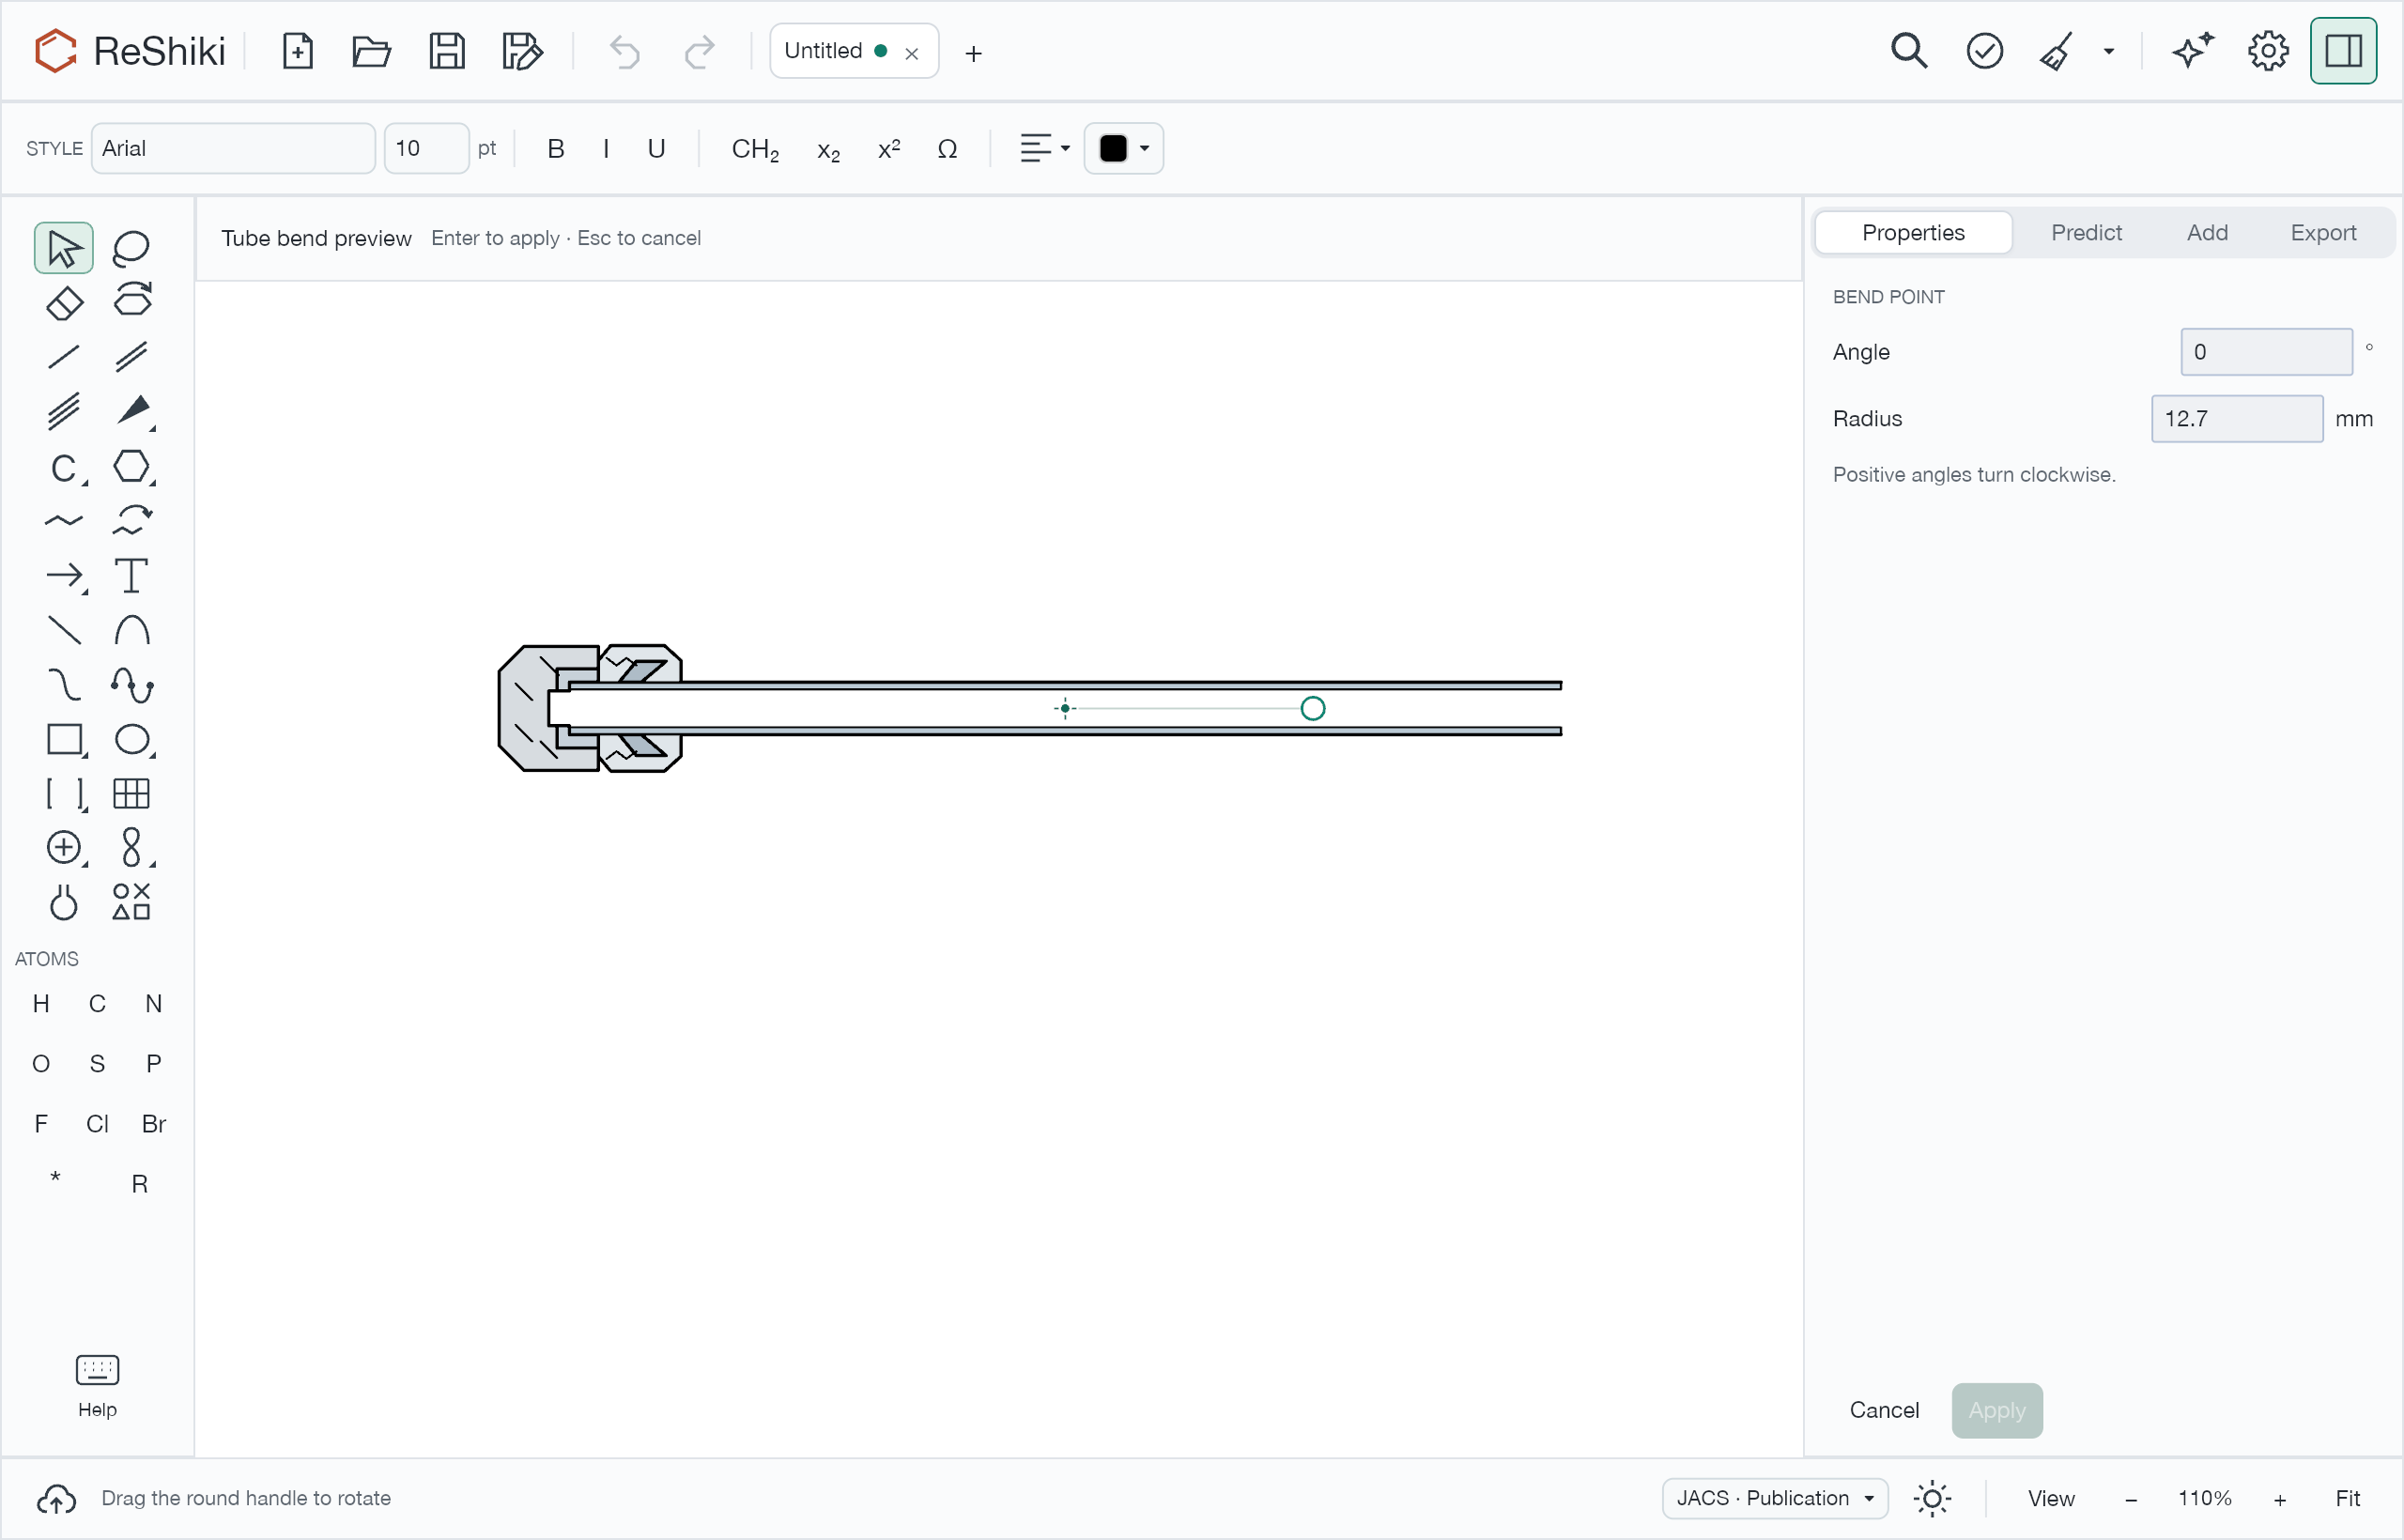 ReShiki
Untitled
STYLE Arial 10 pt B I U CH₂ x₂ x² Ω
Tube bend preview Enter to apply · Esc to cancel
Properties Predict Add Export
BEND POINT
Angle 0 °
Radius 12.7 mm
Positive angles turn clockwise.
C
T
ATOMS
H C N
O S P
F Cl Br
* R
Help
Cancel Apply
Drag the round handle to rotate
JACS · Publication View − 110% + Fit